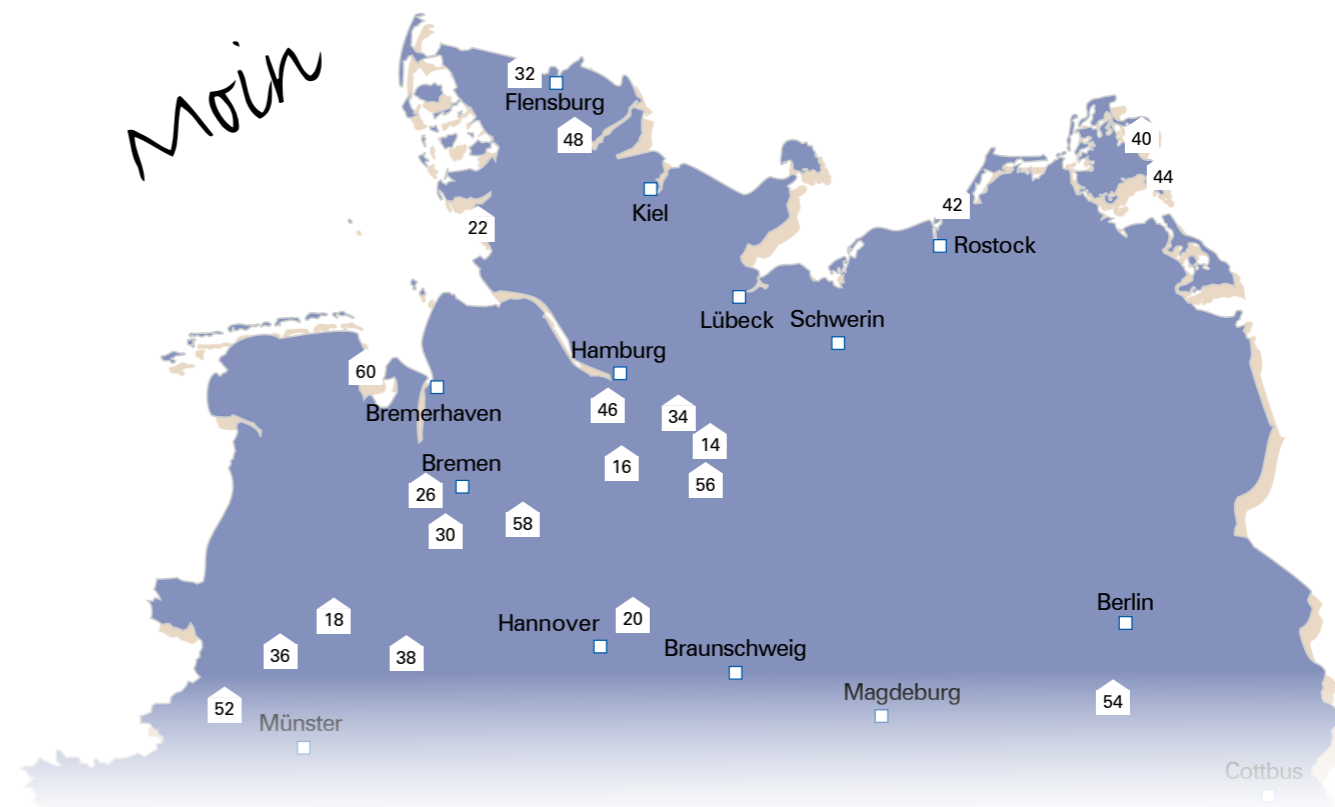 Moin
32
Flensburg
48
40
44
Kiel
42
22
Rostock
Lübeck
Schwerin
Hamburg
60
Bremerhaven
46
34
14
Bremen
16
56
26
58
30
Berlin
18
20
Hannover
36
38
Braunschweig
Magdeburg
54
52
Münster
Cottbus